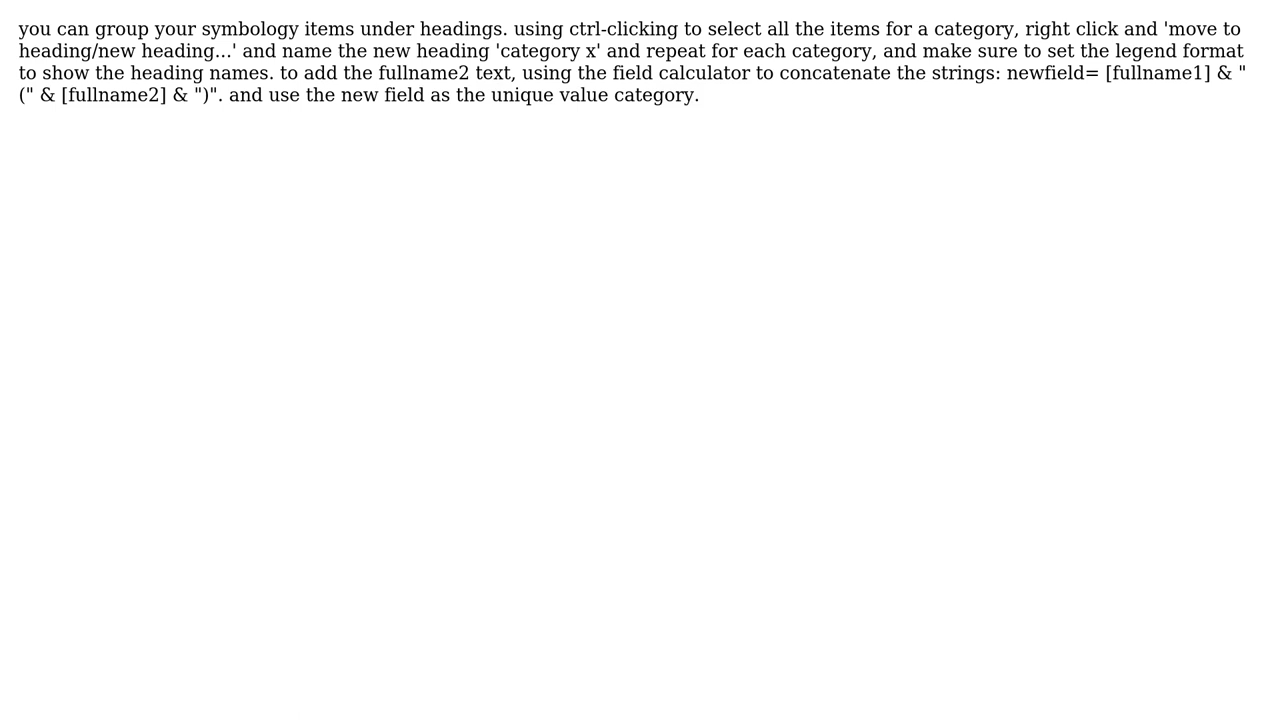 you can group your symbology items under headings. using ctrl-clicking to select all the items for a category, right click and 'move to
heading/new heading...' and name the new heading 'category x' and repeat for each category, and make sure to set the legend format
to show the heading names. to add the fullname2 text, using the field calculator to concatenate the strings: newfield= [fullname1] & "
(" & [fullname2] & ")". and use the new field as the unique value category.